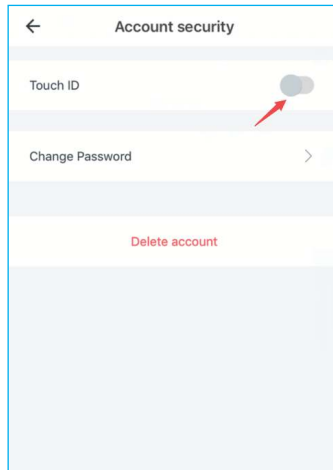 Account security
Touch ID
Change Password
Delete account